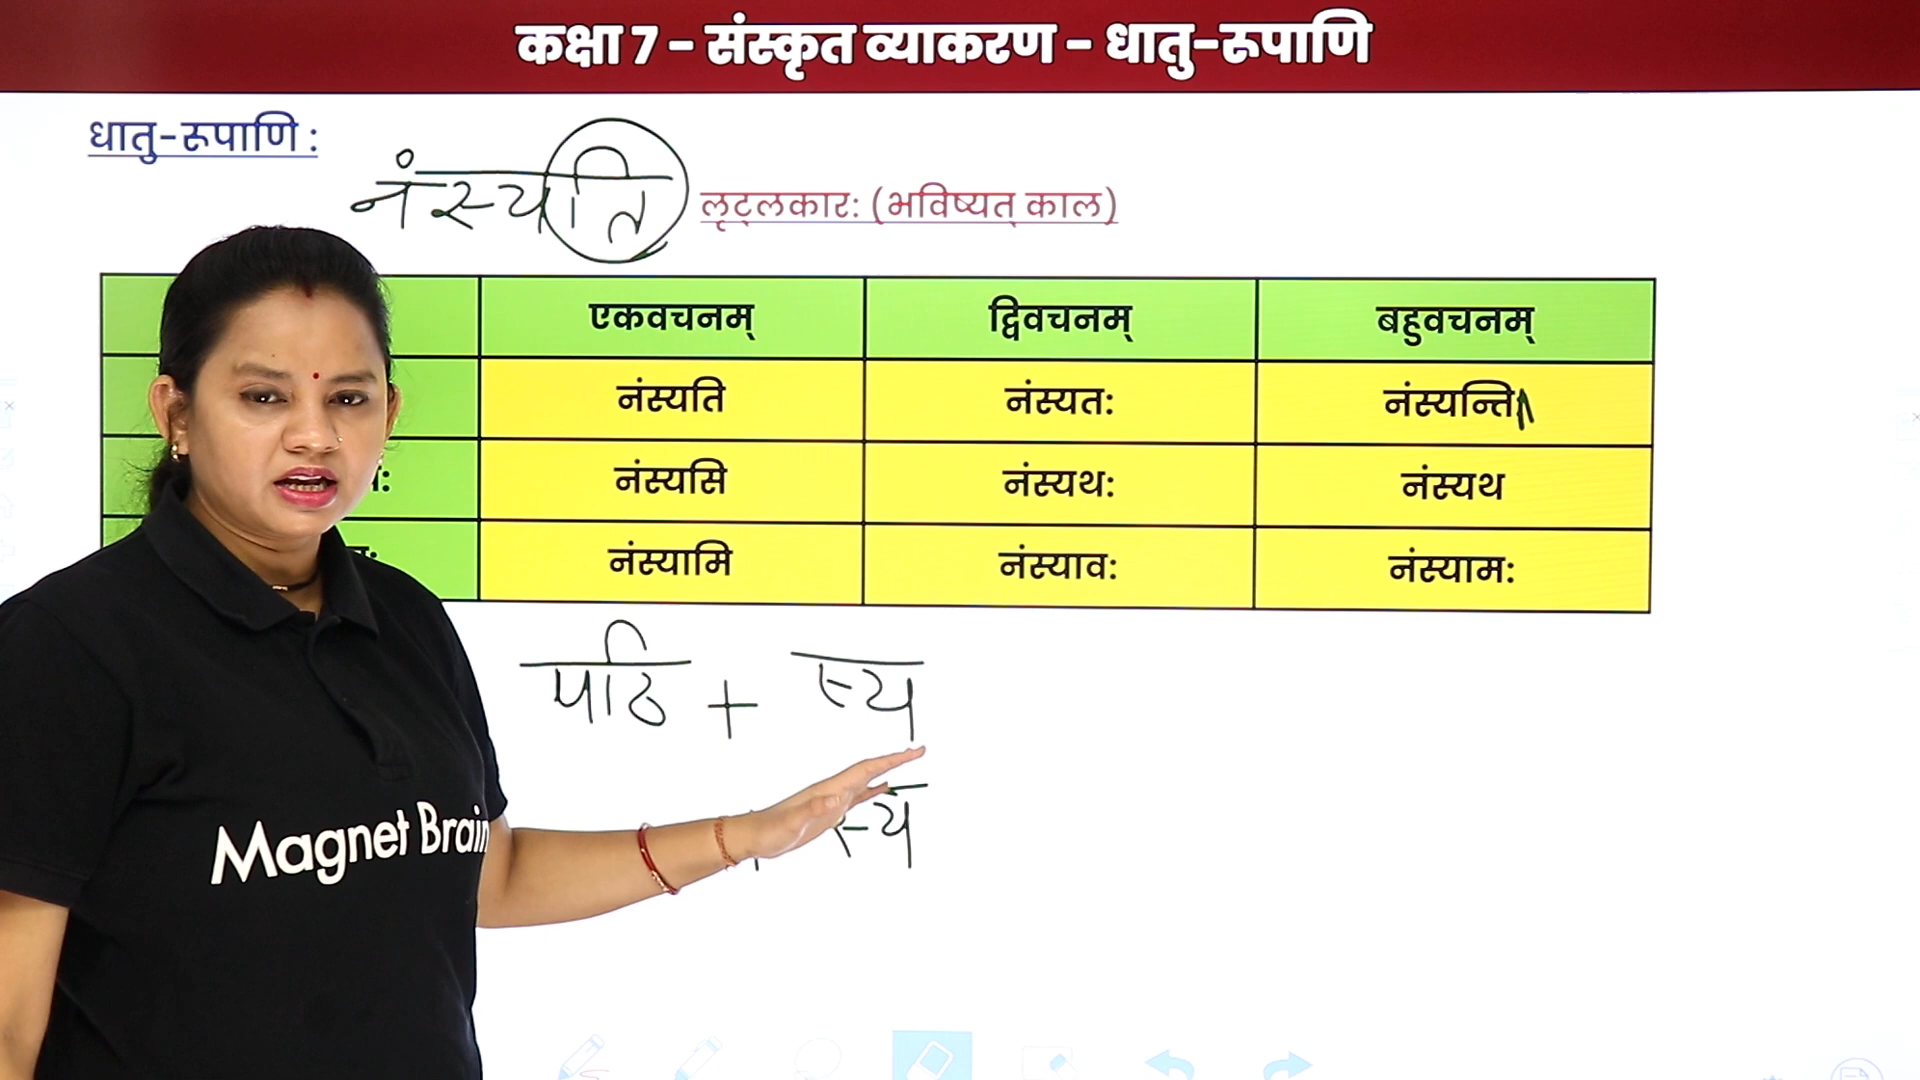 कक्षा 7 - संस्कृत व्याकरण - धातु-रूपाणि
धातु-रूपाणि :
नंस्यति
लृट्लकारः (भविष्यत् काल)
एकवचनम् द्विवचनम् बहुवचनम्
नंस्यति नंस्यतः नंस्यन्ति
नंस्यसि नंस्यथः नंस्यथ
नंस्यामि नंस्यावः नंस्यामः
पठि + स्य
स्य
Magnet Brain